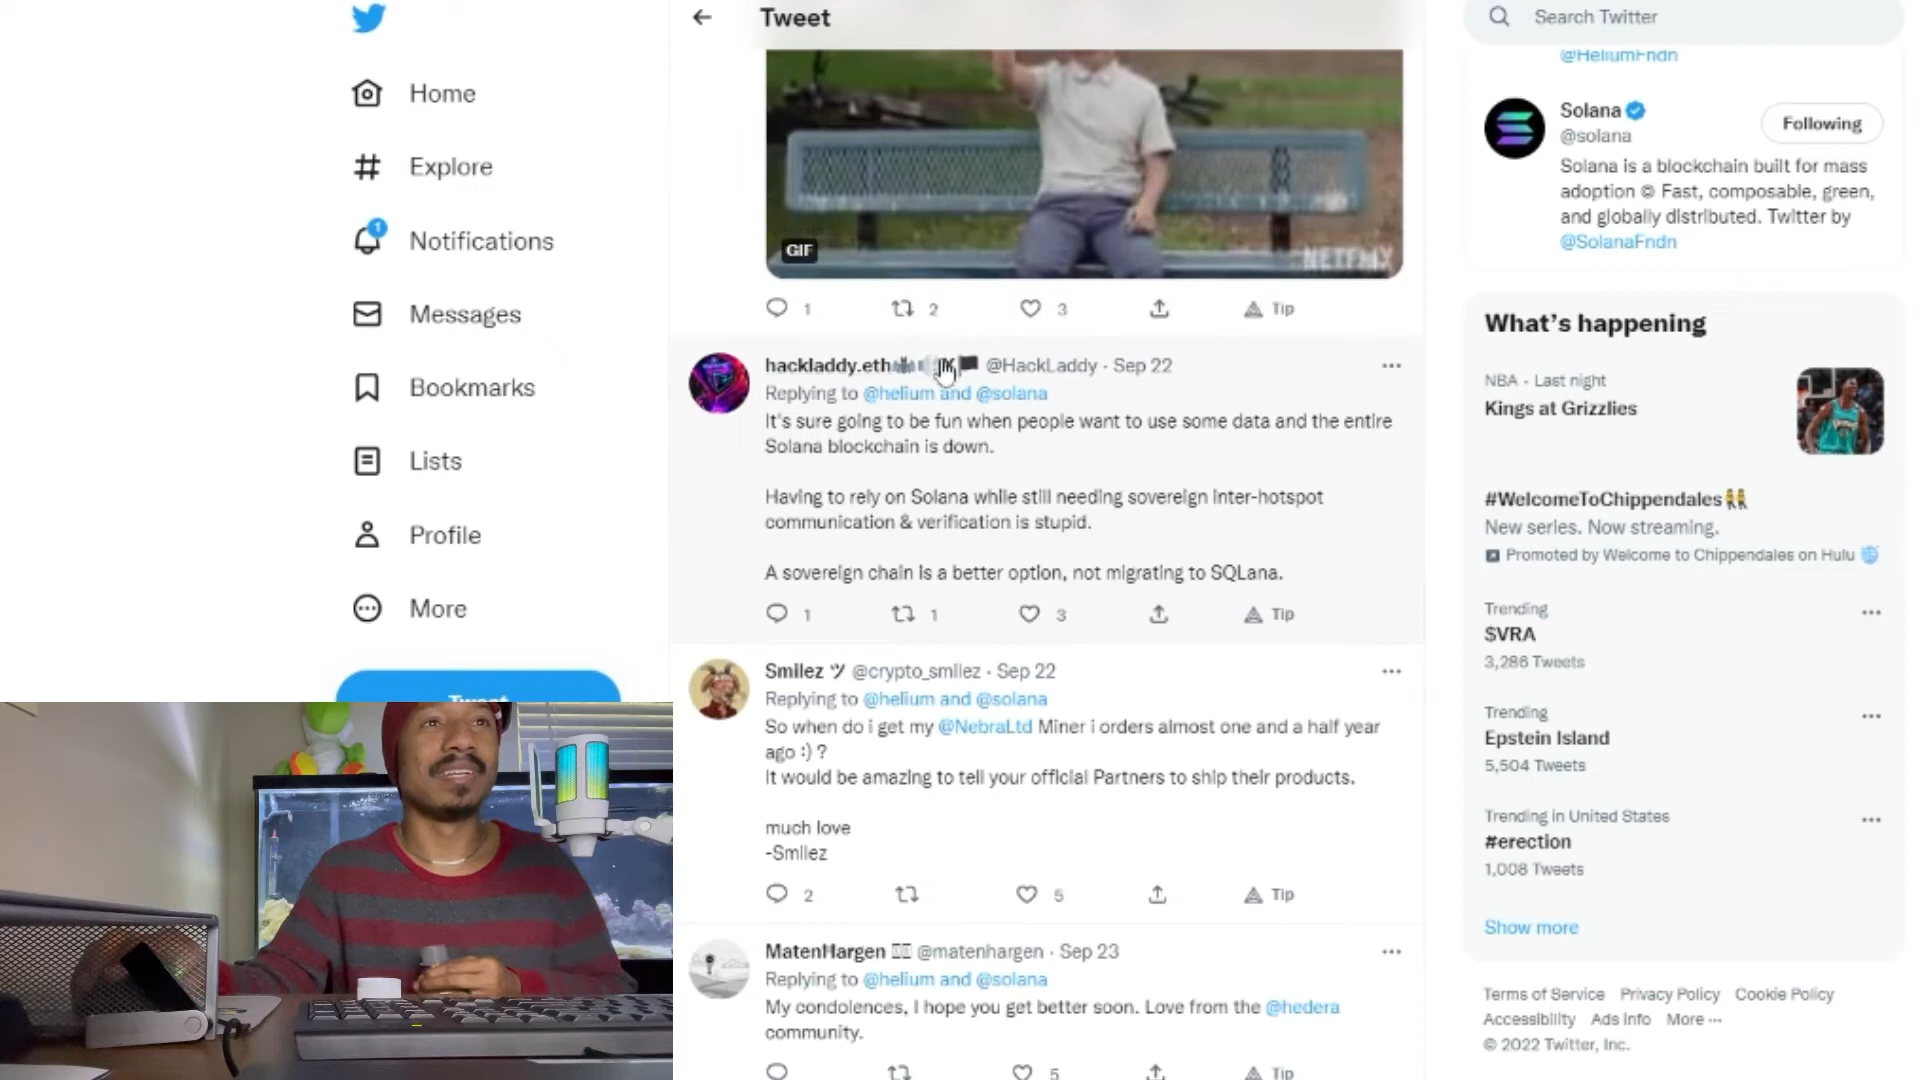 Home
Explore
1
Notifications
Messages
Bookmarks
Lists
Profile
More
Tweet
Tweet
NETFLIX
GIF
1 2 3 Tip
hackladdy.eth @HackLaddy · Sep 22
Replying to @helium and @solana
It's sure going to be fun when people want to use some data and the entire
Solana blockchain is down.
Having to rely on Solana while still needing sovereign inter-hotspot
communication & verification is stupid.
A sovereign chain is a better option, not migrating to SQLana.
1 1 3 Tip
Smilez ツ @crypto_smilez · Sep 22
Replying to @helium and @solana
So when do i get my @NebraLtd Miner i orders almost one and a half year
ago :) ?
It would be amazing to tell your official Partners to ship their products.
much love
-Smilez
2 5 Tip
MatenHargen @matenhargen · Sep 23
Replying to @helium and @solana
My condolences, I hope you get better soon. Love from the @hedera
community.
5 Tip
Search Twitter
@HeliumFndn
Solana
@solana
Following
Solana is a blockchain built for mass
adoption Fast, composable, green,
and globally distributed. Twitter by
@SolanaFndn
What's happening
NBA · Last night
Kings at Grizzlies
#WelcomeToChippendales
New series. Now streaming.
Promoted by Welcome to Chippendales on Hulu
Trending
$VRA
3,286 Tweets
Trending
Epstein Island
5,504 Tweets
Trending in United States
#erection
1,008 Tweets
Show more
Terms of Service Privacy Policy Cookie Policy
Accessibility Ads info More ···
© 2022 Twitter, Inc.